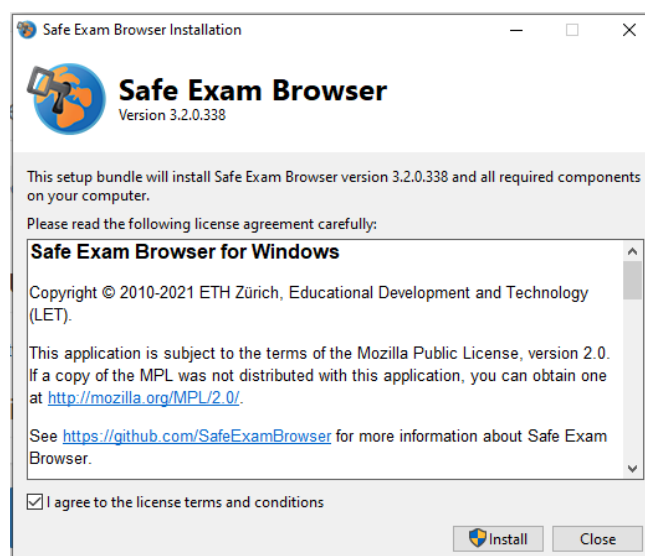 Safe Exam Browser Installation
Safe Exam Browser
Version 3.2.0.338
This setup bundle will install Safe Exam Browser version 3.2.0.338 and all required components
on your computer.
Please read the following license agreement carefully:
Safe Exam Browser for Windows
Copyright © 2010-2021 ETH Zürich, Educational Development and Technology
(LET).
This application is subject to the terms of the Mozilla Public License, version 2.0.
If a copy of the MPL was not distributed with this application, you can obtain one
at http://mozilla.org/MPL/2.0/.
See https://github.com/SafeExamBrowser for more information about Safe Exam
Browser.
I agree to the license terms and conditions
Install
Close